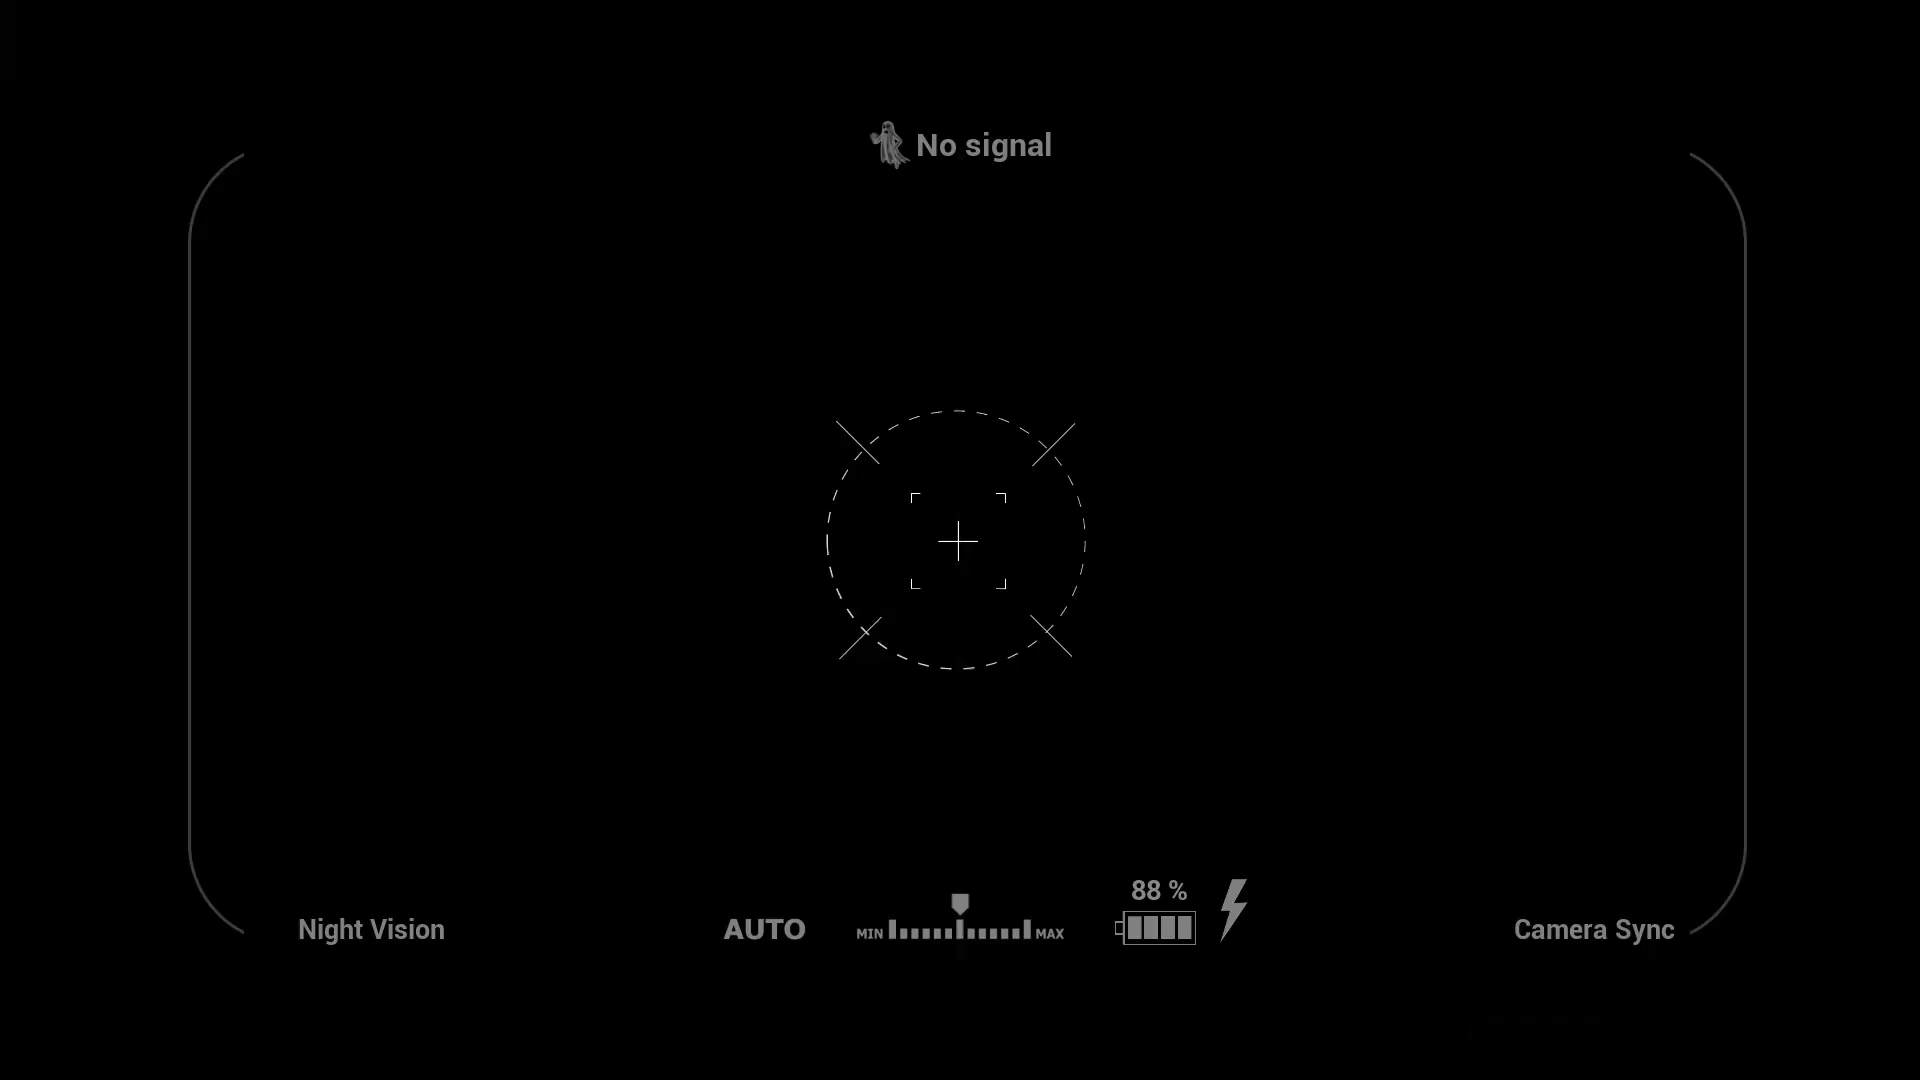 No signal
88 %
Night Vision
AUTO
MIN
MAX
Camera Sync